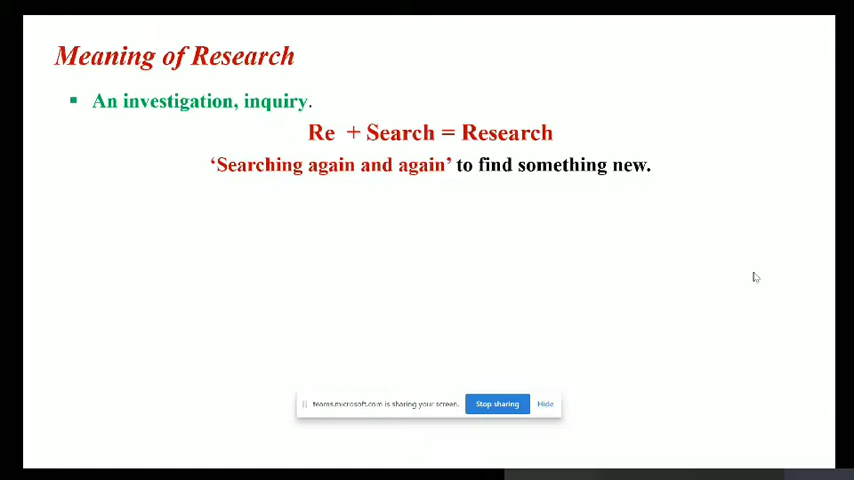 Meaning of Research
▪ An investigation, inquiry.
Re + Search = Research
‘Searching again and again’ to find something new.
teams.microsoft.com is sharing your screen. Stop sharing Hide